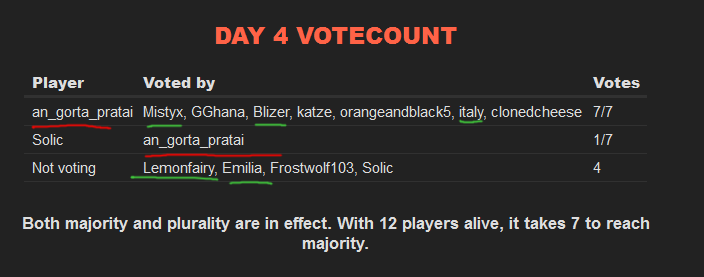 DAY 4 VOTECOUNT
Player Voted by Votes
an_gorta_pratai Mistyx, GGhana, Blizer, katze, orangeandblack5, italy, clonedcheese 7/7
Solic an_gorta_pratai 1/7
Not voting Lemonfairy, Emilia, Frostwolf103, Solic 4
Both majority and plurality are in effect. With 12 players alive, it takes 7 to reach
majority.